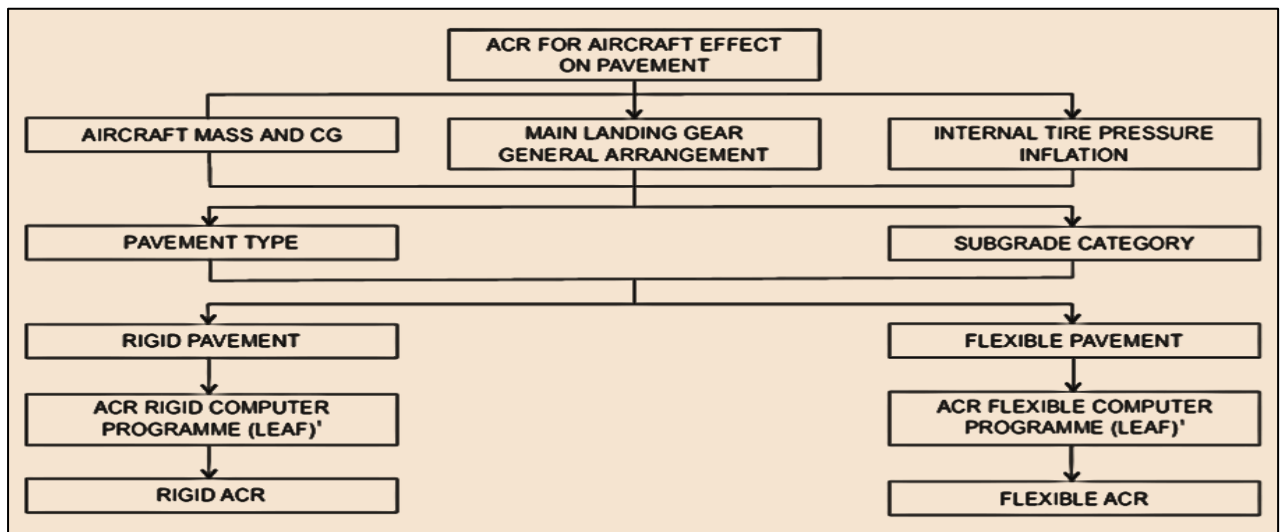 ACR FOR AIRCRAFT EFFECT
ON PAVEMENT
AIRCRAFT MASS AND CG
MAIN LANDING GEAR
GENERAL ARRANGEMENT
INTERNAL TIRE PRESSURE
INFLATION
PAVEMENT TYPE
SUBGRADE CATEGORY
RIGID PAVEMENT
FLEXIBLE PAVEMENT
ACR RIGID COMPUTER
PROGRAMME (LEAF)¹
ACR FLEXIBLE COMPUTER
PROGRAMME (LEAF)¹
RIGID ACR
FLEXIBLE ACR